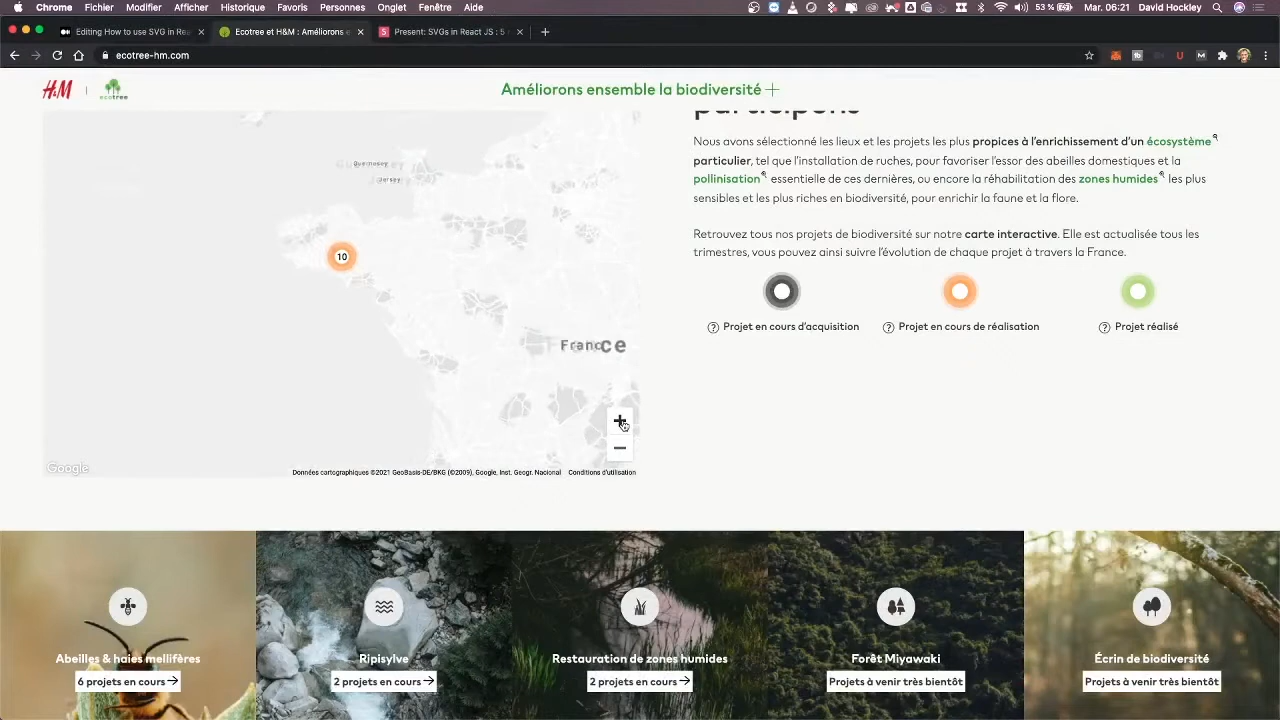 Chrome Fichier Modifier Afficher Historique Favoris Personnes Onglet Fenêtre Aide 53 % Mar. 06:21 David Hockley
Editing How to use SVG in Rea
Ecotree et H&M : Améliorons e
Present: SVGs in React JS : 5
ecotree-hm.com
H&M ecotree
Améliorons ensemble la biodiversité
participons
Nous avons sélectionné les lieux et les projets les plus propices à l'enrichissement d'un écosystème
particulier, tel que l'installation de ruches, pour favoriser l'essor des abeilles domestiques et la
pollinisation essentielle de ces dernières, ou encore la réhabilitation des zones humides les plus
sensibles et les plus riches en biodiversité, pour enrichir la faune et la flore.
Retrouvez tous nos projets de biodiversité sur notre carte interactive. Elle est actualisée tous les
trimestres, vous pouvez ainsi suivre l'évolution de chaque projet à travers la France.
? Projet en cours d'acquisition
? Projet en cours de réalisation
? Projet réalisé
Guernesey
Jersey
10
France
Google
Données cartographiques ©2021 GeoBasis-DE/BKG (©2009), Google, Inst. Geogr. Nacional Conditions d'utilisation
Abeilles & haies mellifères
6 projets en cours
Ripisylve
2 projets en cours
Restauration de zones humides
2 projets en cours
Forêt Miyawaki
Projets à venir très bientôt
Écrin de biodiversité
Projets à venir très bientôt